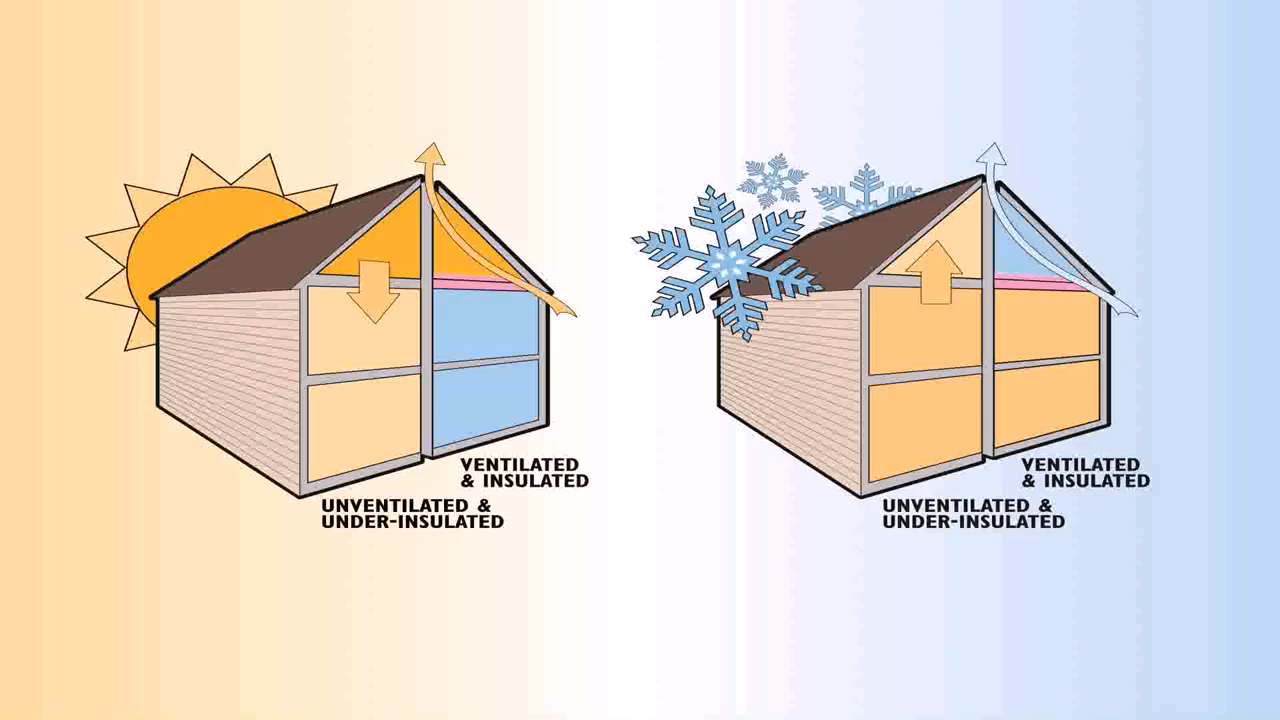 VENTILATED
& INSULATED
UNVENTILATED &
UNDER-INSULATED
VENTILATED
& INSULATED
UNVENTILATED &
UNDER-INSULATED